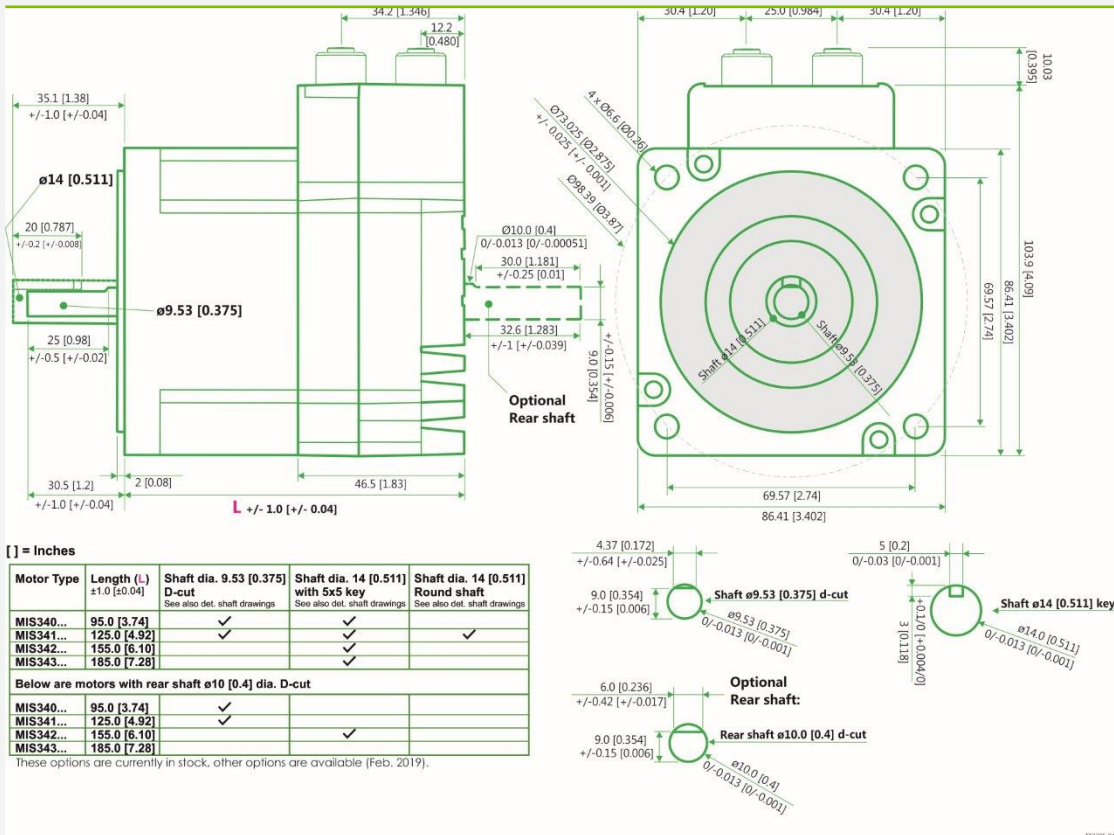 34.2 [1.346]
12.2
[0.480]
35.1 [1.38]
+/-1.0 [+/-0.04]
ø14 [0.511]
20 [0.787]
+/-0.2 [+/-0.008]
ø9.53 [0.375]
25 [0.98]
+/-0.5 [+/-0.02]
30.5 [1.2]
+/-1.0 [+/-0.04]
2 [0.08]
46.5 [1.83]
L +/- 1.0 [+/- 0.04]
Ø10.0 [0.4]
0/-0.013 [0/-0.00051]
30.0 [1.181]
+/-0.25 [0.01]
32.6 [1.283]
+/-1 [+/-0.039]
+/-0.15 [+/-0.006]
9.0 [0.354]
Optional
Rear shaft
30.4 [1.20]
25.0 [0.984]
30.4 [1.20]
10.03
[0.395]
4 x Ø6.6 [Ø0.26]
Ø73.025 [Ø2.875]
+/- 0.025 [+/- 0.001]
Ø98.39 [Ø3.87]
Shaft ø14 [0.511]
Shaft ø9.53 [0.375]
69.57 [2.74]
86.41 [3.402]
103.9 [4.09]
69.57 [2.74]
86.41 [3.402]
[ ] = Inches
Motor Type
Length (L)
±1.0 [±0.04]
Shaft dia. 9.53 [0.375]
D-cut
See also det. shaft drawings
Shaft dia. 14 [0.511]
with 5x5 key
See also det. shaft drawings
Shaft dia. 14 [0.511]
Round shaft
See also det. shaft drawings
MIS340... 95.0 [3.74] ✓ ✓
MIS341... 125.0 [4.92] ✓ ✓ ✓
MIS342... 155.0 [6.10] ✓
MIS343... 185.0 [7.28] ✓
Below are motors with rear shaft ø10 [0.4] dia. D-cut
MIS340... 95.0 [3.74] ✓
MIS341... 125.0 [4.92] ✓
MIS342... 155.0 [6.10] ✓
MIS343... 185.0 [7.28]
These options are currently in stock, other options are available (Feb. 2019).
4.37 [0.172]
+/-0.64 [+/-0.025]
9.0 [0.354]
+/-0.15 [0.006]
Shaft ø9.53 [0.375] d-cut
ø9.53 [0.375]
0/-0.013 [0/-0.001]
5 [0.2]
0/-0.03 [0/-0.001]
+0.1/0 [+0.004/0]
3 [0.118]
Shaft ø14 [0.511] key
ø14.0 [0.511]
0/-0.013 [0/-0.001]
6.0 [0.236]
+/-0.42 [+/-0.017]
Optional
Rear shaft:
9.0 [0.354]
+/-0.15 [0.006]
Rear shaft ø10.0 [0.4] d-cut
ø10.0 [0.4]
0/-0.013 [0/-0.001]